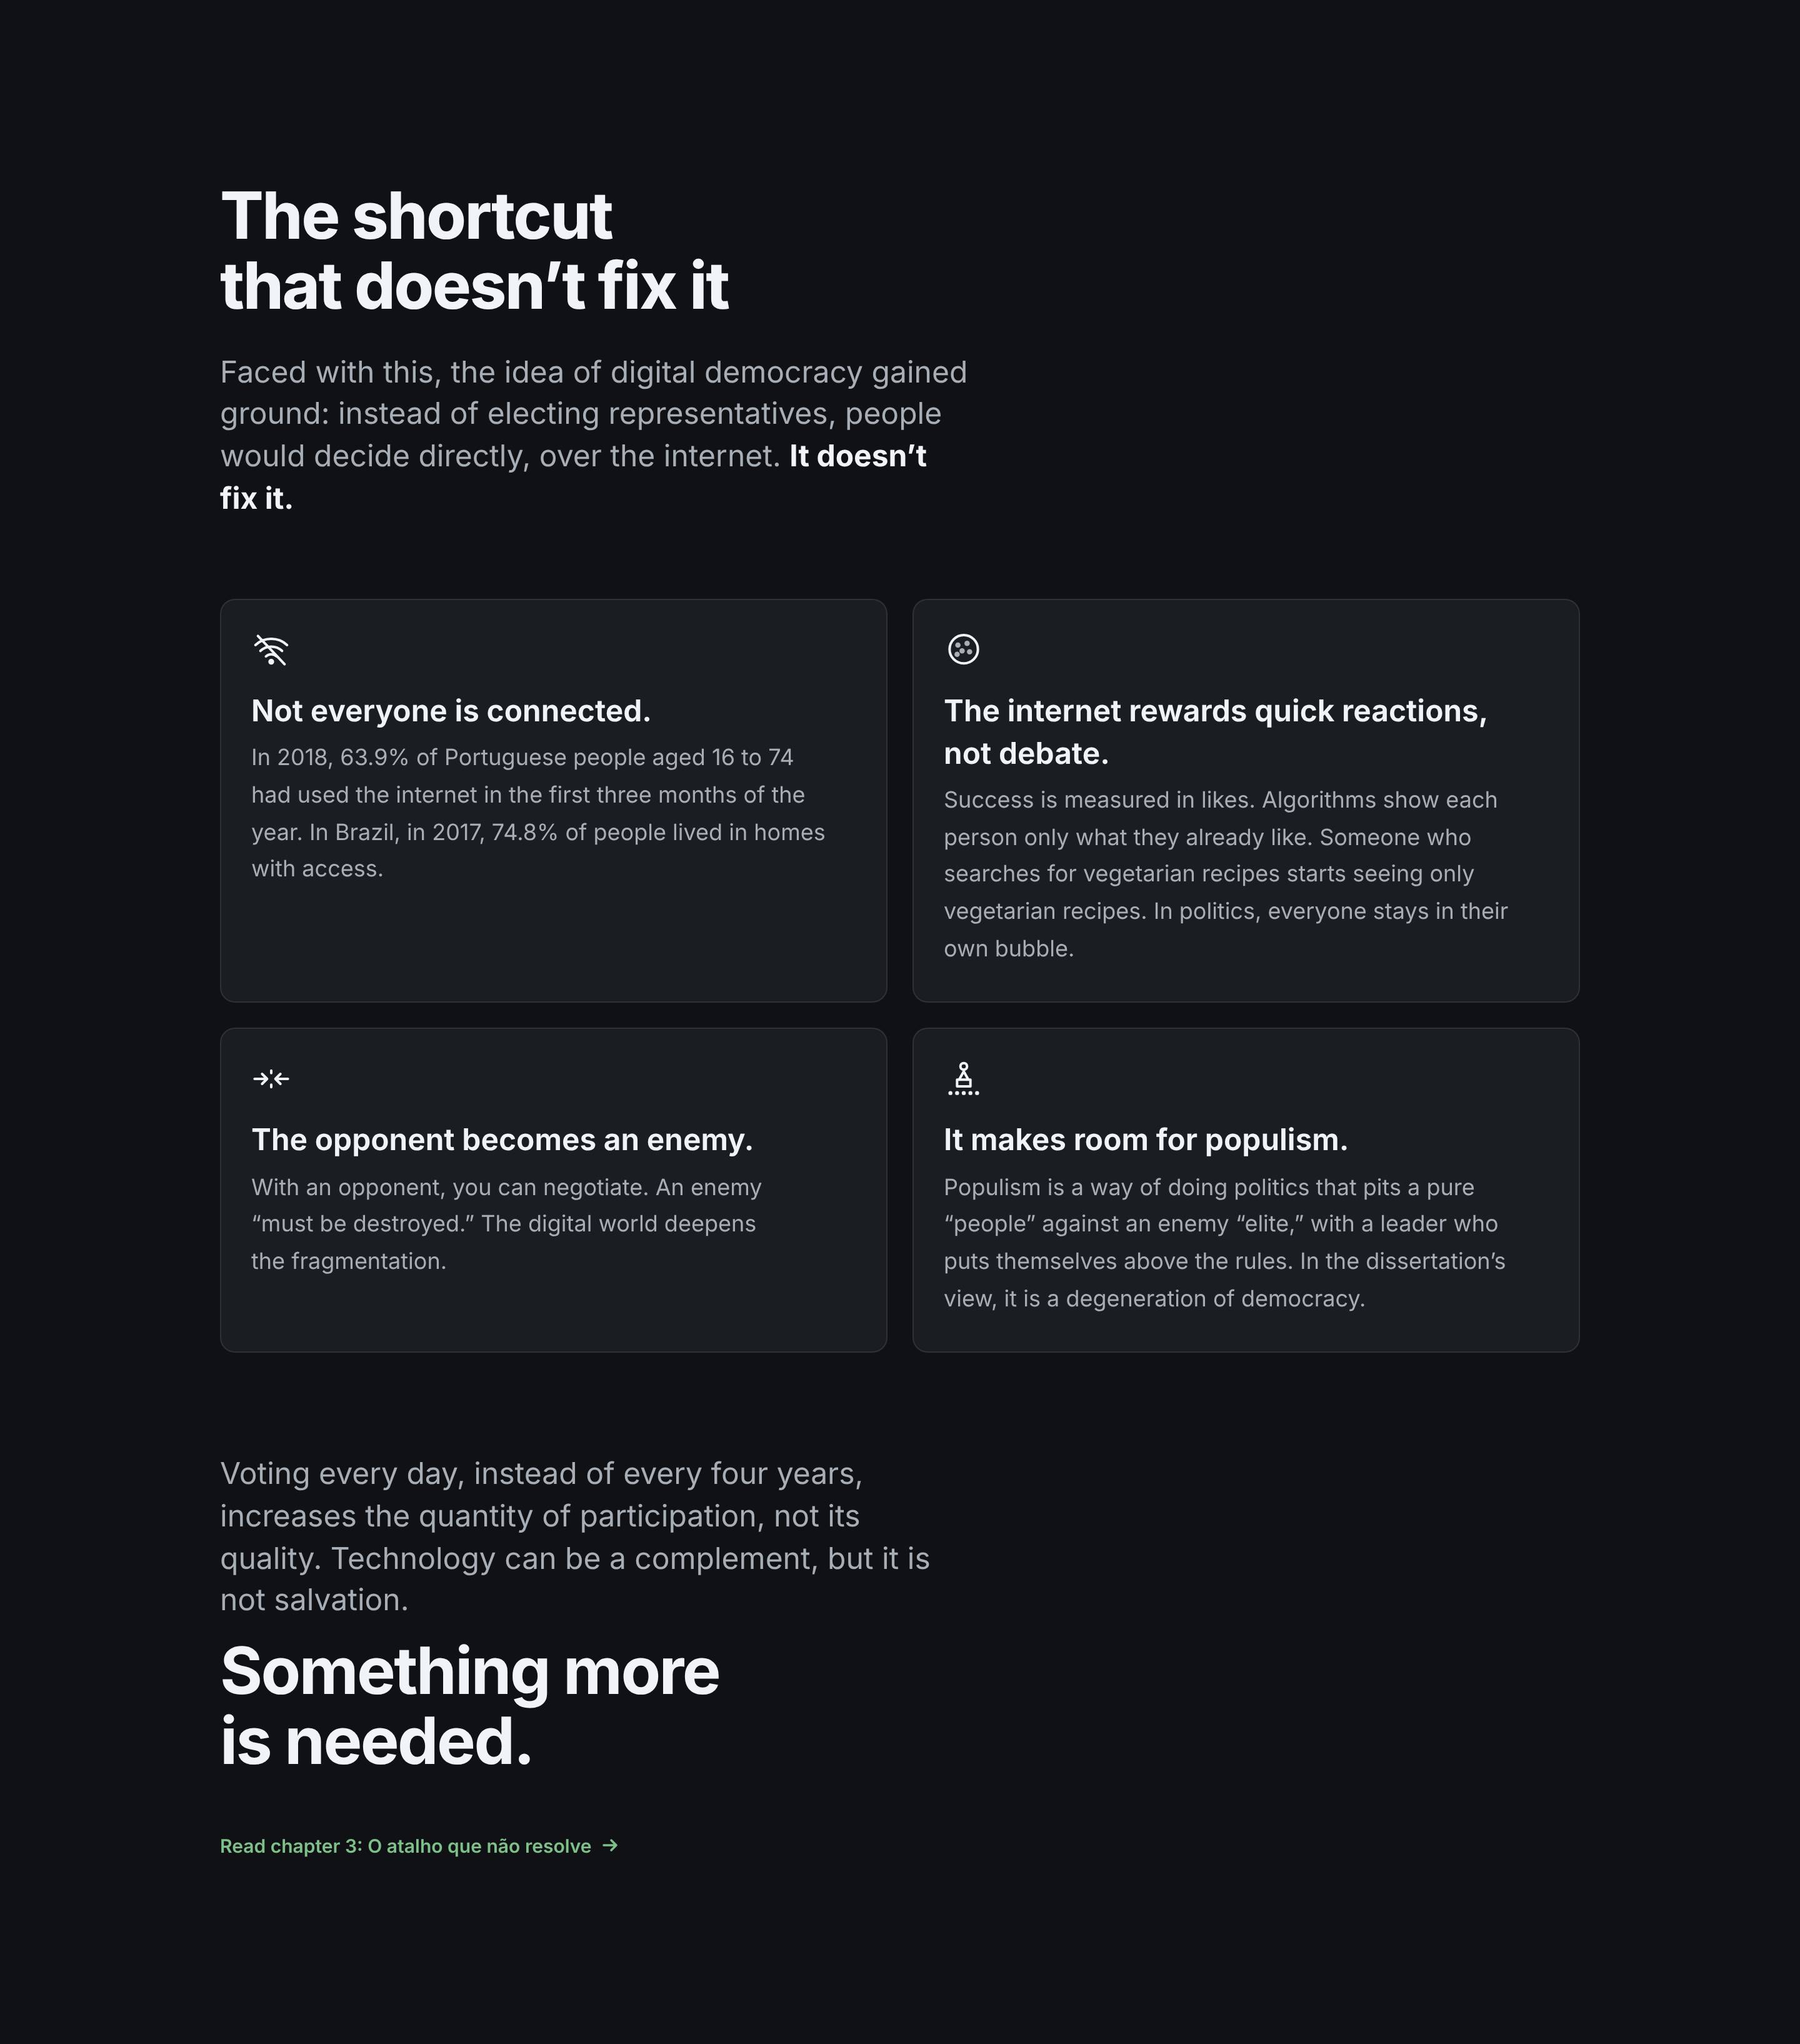 The shortcut
that doesn’t fix it
Faced with this, the idea of digital democracy gained
ground: instead of electing representatives, people
would decide directly, over the internet. It doesn’t
fix it.
Not everyone is connected.
In 2018, 63.9% of Portuguese people aged 16 to 74
had used the internet in the first three months of the
year. In Brazil, in 2017, 74.8% of people lived in homes
with access.
The internet rewards quick reactions,
not debate.
Success is measured in likes. Algorithms show each
person only what they already like. Someone who
searches for vegetarian recipes starts seeing only
vegetarian recipes. In politics, everyone stays in their
own bubble.
The opponent becomes an enemy.
With an opponent, you can negotiate. An enemy
“must be destroyed.” The digital world deepens
the fragmentation.
It makes room for populism.
Populism is a way of doing politics that pits a pure
“people” against an enemy “elite,” with a leader who
puts themselves above the rules. In the dissertation’s
view, it is a degeneration of democracy.
Voting every day, instead of every four years,
increases the quantity of participation, not its
quality. Technology can be a complement, but it is
not salvation.
Something more
is needed.
Read chapter 3: O atalho que não resolve →